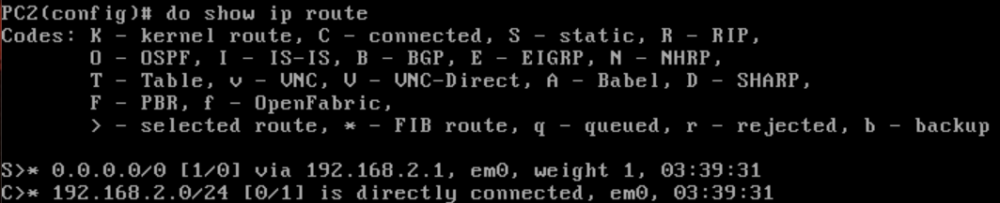 PC2(config)# do show ip route
Codes: K - kernel route, C - connected, S - static, R - RIP,
       O - OSPF, I - IS-IS, B - BGP, E - EIGRP, N - NHRP,
       T - Table, v - VNC, V - VNC-Direct, A - Babel, D - SHARP,
       F - PBR, f - OpenFabric,
       > - selected route, * - FIB route, q - queued, r - rejected, b - backup

S>* 0.0.0.0/0 [1/0] via 192.168.2.1, em0, weight 1, 03:39:31
C>* 192.168.2.0/24 [0/1] is directly connected, em0, 03:39:31